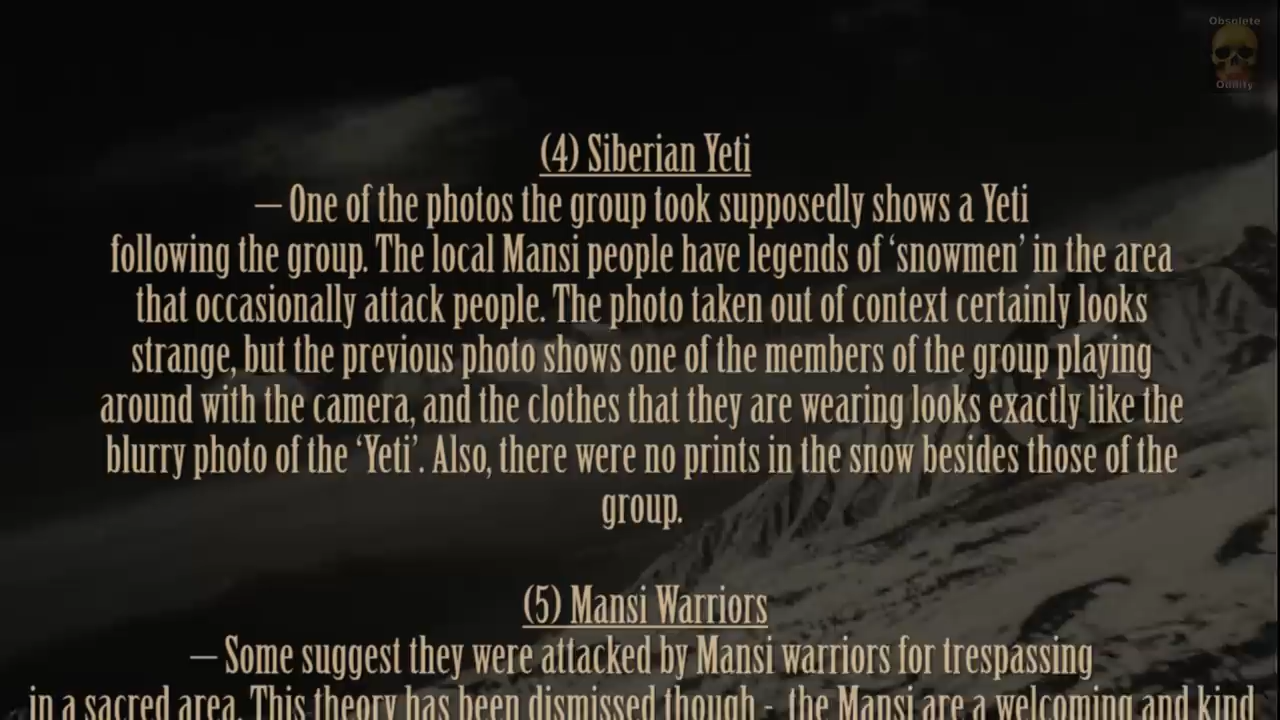 Obsolete
Oddity
(4) Siberian Yeti
– One of the photos the group took supposedly shows a Yeti
following the group. The local Mansi people have legends of ‘snowmen’ in the area
that occasionally attack people. The photo taken out of context certainly looks
strange, but the previous photo shows one of the members of the group playing
around with the camera, and the clothes that they are wearing looks exactly like the
blurry photo of the ‘Yeti’. Also, there were no prints in the snow besides those of the
group.
(5) Mansi Warriors
– Some suggest they were attacked by Mansi warriors for trespassing
in a sacred area. This theory has been dismissed though - the Mansi are a welcoming and kind